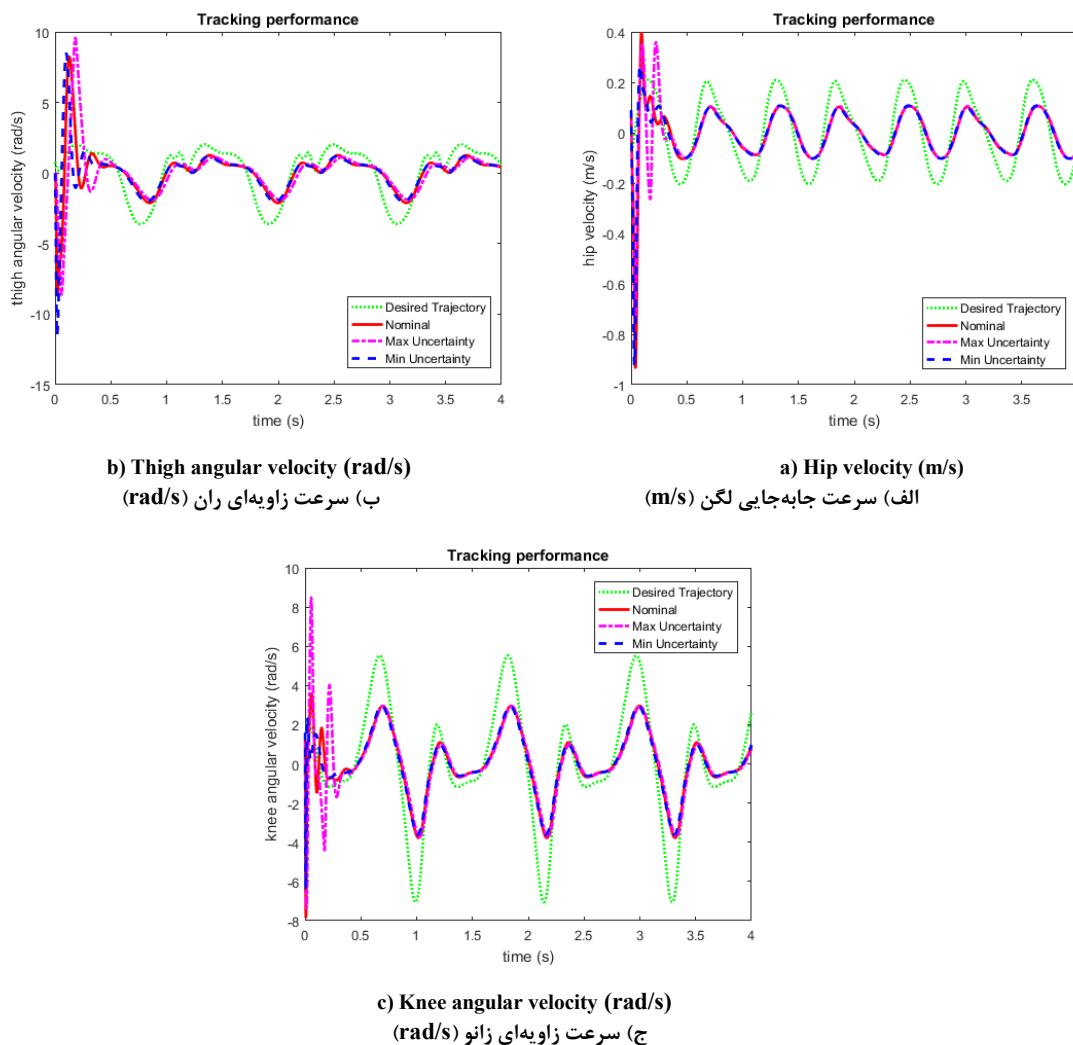 Tracking performance
10
5
0
-5
-10
-15
thigh angular velocity (rad/s)
Desired Trajectory
Nominal
Max Uncertainty
Min Uncertainty
0 0.5 1 1.5 2 2.5 3 3.5 4
time (s)
b) Thigh angular velocity (rad/s)
ب) سرعت زاویه‌ای ران (rad/s)
Tracking performance
0.4
0.2
0
-0.2
-0.4
-0.6
-0.8
-1
hip velocity (m/s)
Desired Trajectory
Nominal
Max Uncertainty
Min Uncertainty
0 0.5 1 1.5 2 2.5 3 3.5
time (s)
a) Hip velocity (m/s)
الف) سرعت جابه‌جایی لگن (m/s)
Tracking performance
10
8
6
4
2
0
-2
-4
-6
-8
knee angular velocity (rad/s)
Desired Trajectory
Nominal
Max Uncertainty
Min Uncertainty
0 0.5 1 1.5 2 2.5 3 3.5 4
time (s)
c) Knee angular velocity (rad/s)
ج) سرعت زاویه‌ای زانو (rad/s)